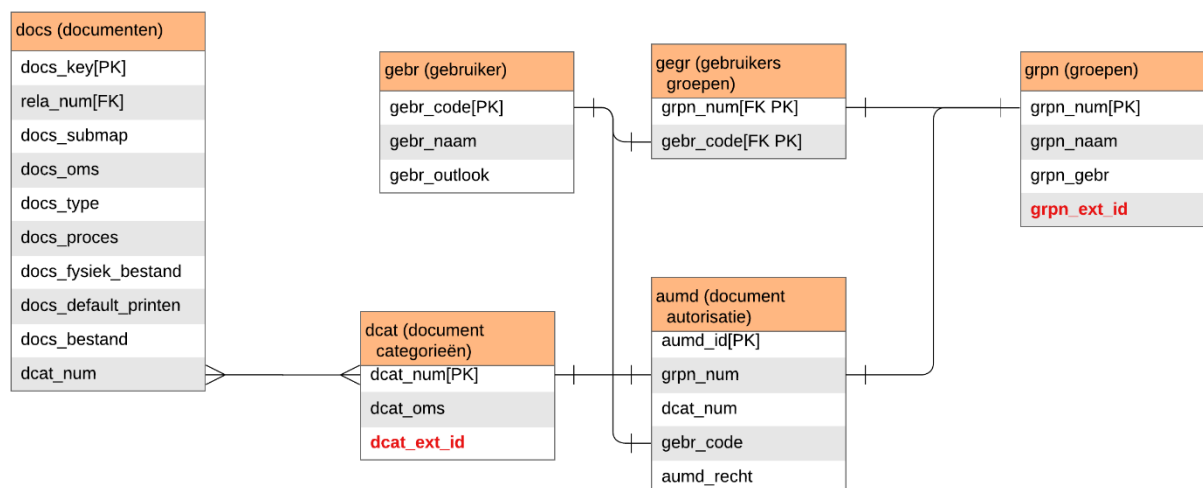 docs (documenten)
docs_key[PK]
rela_num[FK]
docs_submap
docs_oms
docs_type
docs_proces
docs_fysiek_bestand
docs_default_printen
docs_bestand
dcat_num
gebr (gebruiker)
gebr_code[PK]
gebr_naam
gebr_outlook
gegr (gebruikers
groepen)
grpn_num[FK PK]
gebr_code[FK PK]
grpn (groepen)
grpn_num[PK]
grpn_naam
grpn_gebr
grpn_ext_id
dcat (document
categorieën)
dcat_num[PK]
dcat_oms
dcat_ext_id
aumd (document
autorisatie)
aumd_id[PK]
grpn_num
dcat_num
gebr_code
aumd_recht